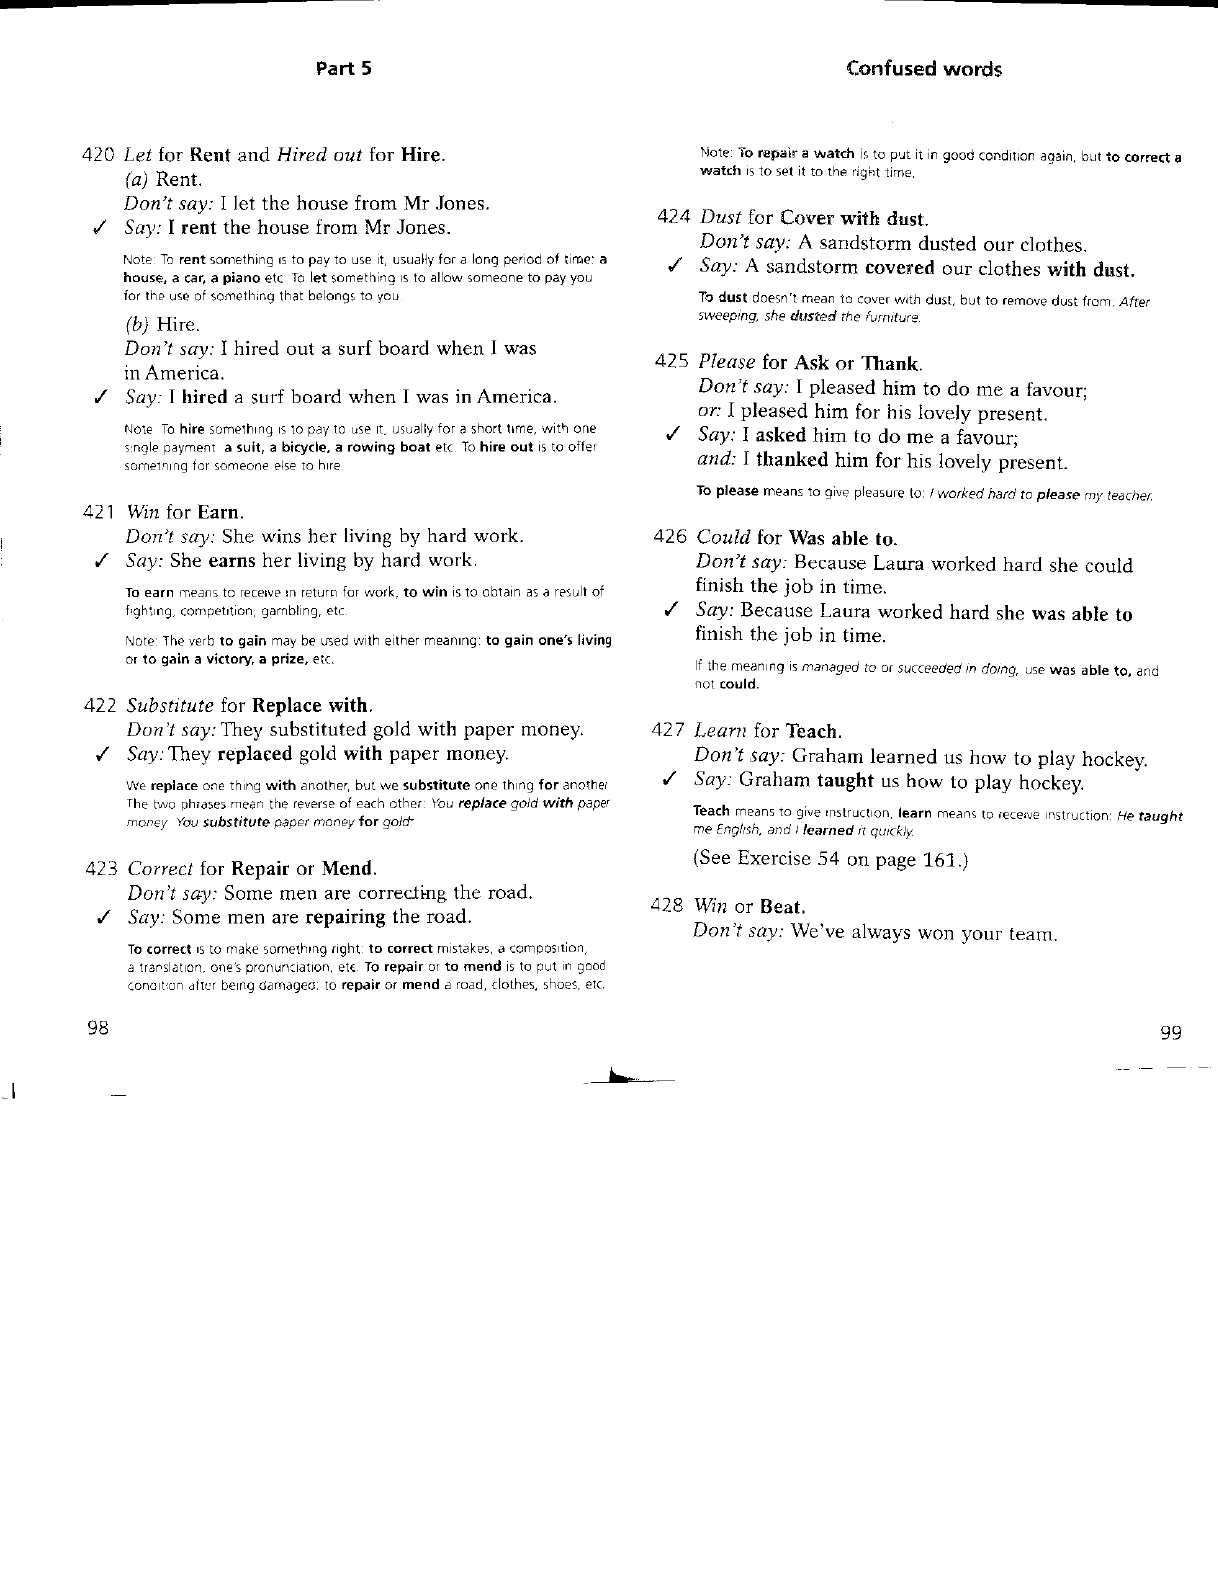 Part 5
420 Let for Rent and Hired out for Hire.
(a) Rent.
Don't say: I let the house from Mr Jones.
✓ Say: I rent the house from Mr Jones.
Note: To rent something is to pay to use it, usually for a long period of time: a
house, a car, a piano etc. To let something is to allow someone to pay you
for the use of something that belongs to you.
(b) Hire.
Don't say: I hired out a surf board when I was
in America.
✓ Say: I hired a surf board when I was in America.
Note: To hire something is to pay to use it, usually for a short time, with one
single payment: a suit, a bicycle, a rowing boat etc. To hire out is to offer
something for someone else to hire.
421 Win for Earn.
Don't say: She wins her living by hard work.
✓ Say: She earns her living by hard work.
To earn means to receive in return for work, to win is to obtain as a result of
fighting, competition, gambling, etc.
Note: The verb to gain may be used with either meaning: to gain one's living
or to gain a victory, a prize, etc.
422 Substitute for Replace with.
Don't say: They substituted gold with paper money.
✓ Say: They replaced gold with paper money.
We replace one thing with another, but we substitute one thing for another
The two phrases mean the reverse of each other: You replace gold with paper
money. You substitute paper money for gold.
423 Correct for Repair or Mend.
Don't say: Some men are correcting the road.
✓ Say: Some men are repairing the road.
To correct is to make something right: to correct mistakes, a composition,
a translation, one's pronunciation, etc. To repair or to mend is to put in good
condition after being damaged: to repair or mend a road, clothes, shoes, etc.
98
Confused words
Note: To repair a watch is to put it in good condition again, but to correct a
watch is to set it to the right time.
424 Dust for Cover with dust.
Don't say: A sandstorm dusted our clothes.
✓ Say: A sandstorm covered our clothes with dust.
To dust doesn't mean to cover with dust, but to remove dust from: After
sweeping, she dusted the furniture.
425 Please for Ask or Thank.
Don't say: I pleased him to do me a favour;
or: I pleased him for his lovely present.
✓ Say: I asked him to do me a favour;
and: I thanked him for his lovely present.
To please means to give pleasure to: I worked hard to please my teacher.
426 Could for Was able to.
Don't say: Because Laura worked hard she could
finish the job in time.
✓ Say: Because Laura worked hard she was able to
finish the job in time.
If the meaning is managed to or succeeded in doing, use was able to, and
not could.
427 Learn for Teach.
Don't say: Graham learned us how to play hockey.
✓ Say: Graham taught us how to play hockey.
Teach means to give instruction, learn means to receive instruction: He taught
me English, and I learned it quickly.
(See Exercise 54 on page 161.)
428 Win or Beat.
Don't say: We've always won your team.
99